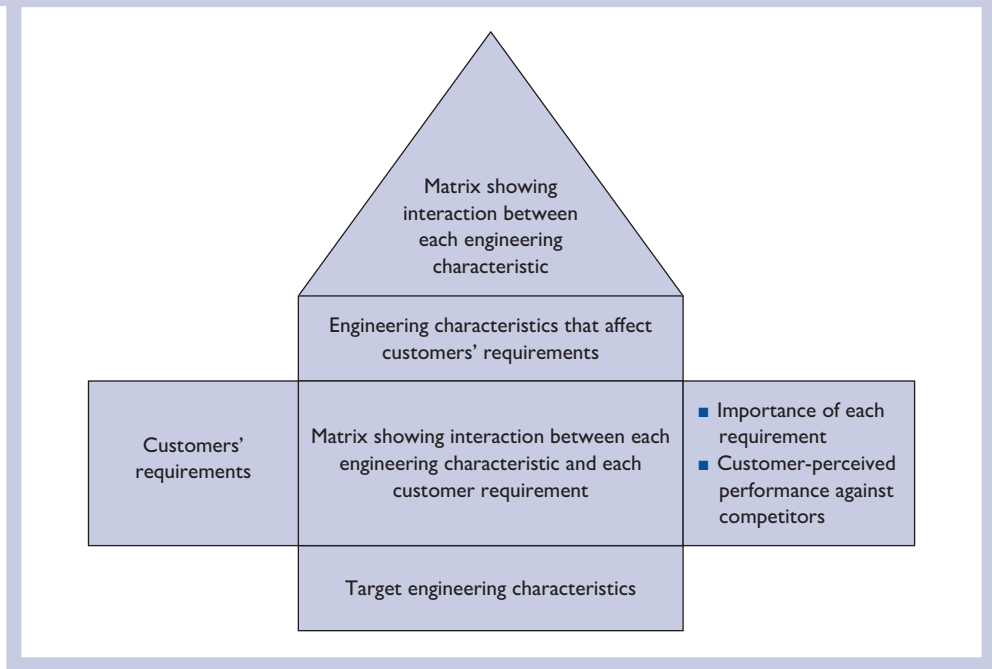 Matrix showing
interaction between
each engineering
characteristic
Engineering characteristics that affect
customers’ requirements
Customers’
requirements
Matrix showing interaction between each
engineering characteristic and each
customer requirement
■ Importance of each
requirement
■ Customer-perceived
performance against
competitors
Target engineering characteristics